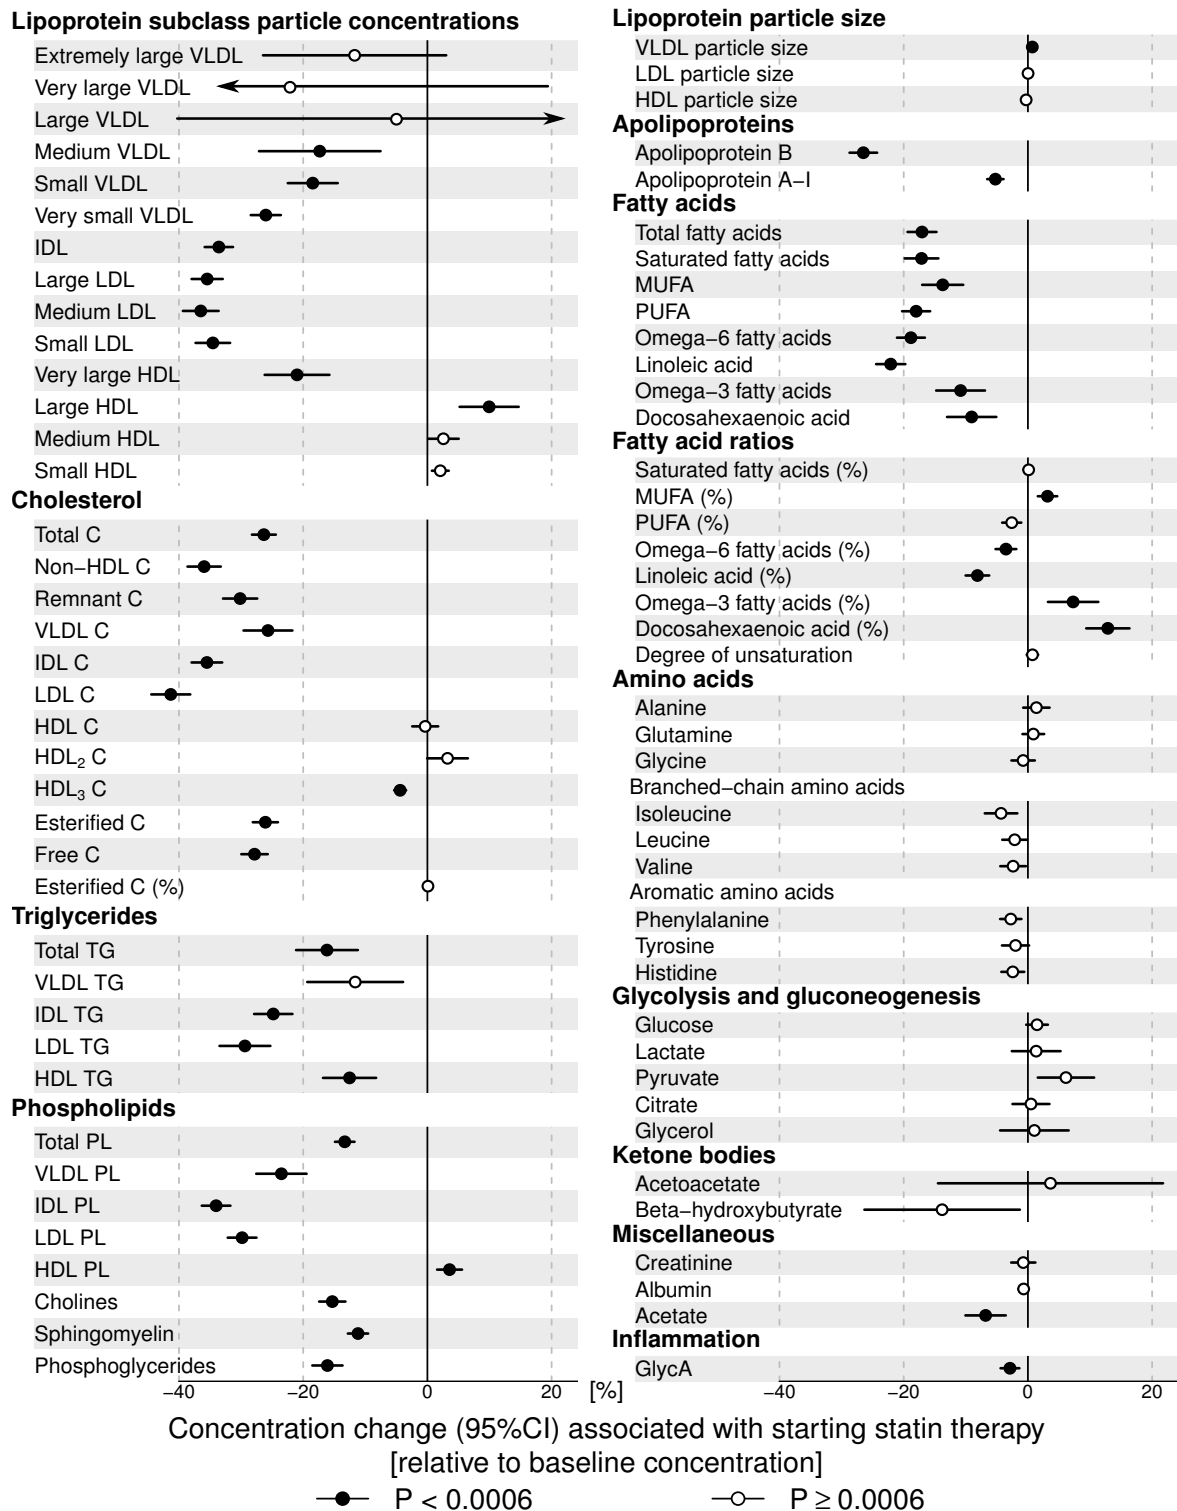 Lipoprotein subclass particle concentrations
Extremely large VLDL
Very large VLDL
Large VLDL
Medium VLDL
Small VLDL
Very small VLDL
IDL
Large LDL
Medium LDL
Small LDL
Very large HDL
Large HDL
Medium HDL
Small HDL
Cholesterol
Total C
Non−HDL C
Remnant C
VLDL C
IDL C
LDL C
HDL C
HDL₂ C
HDL₃ C
Esterified C
Free C
Esterified C (%)
Triglycerides
Total TG
VLDL TG
IDL TG
LDL TG
HDL TG
Phospholipids
Total PL
VLDL PL
IDL PL
LDL PL
HDL PL
Cholines
Sphingomyelin
Phosphoglycerides
−40 −20 0 20
Lipoprotein particle size
VLDL particle size
LDL particle size
HDL particle size
Apolipoproteins
Apolipoprotein B
Apolipoprotein A−I
Fatty acids
Total fatty acids
Saturated fatty acids
MUFA
PUFA
Omega−6 fatty acids
Linoleic acid
Omega−3 fatty acids
Docosahexaenoic acid
Fatty acid ratios
Saturated fatty acids (%)
MUFA (%)
PUFA (%)
Omega−6 fatty acids (%)
Linoleic acid (%)
Omega−3 fatty acids (%)
Docosahexaenoic acid (%)
Degree of unsaturation
Amino acids
Alanine
Glutamine
Glycine
Branched−chain amino acids
Isoleucine
Leucine
Valine
Aromatic amino acids
Phenylalanine
Tyrosine
Histidine
Glycolysis and gluconeogenesis
Glucose
Lactate
Pyruvate
Citrate
Glycerol
Ketone bodies
Acetoacetate
Beta−hydroxybutyrate
Miscellaneous
Creatinine
Albumin
Acetate
Inflammation
GlycA
[%] −40 −20 0 20
Concentration change (95%CI) associated with starting statin therapy
[relative to baseline concentration]
P < 0.0006 P ≥ 0.0006